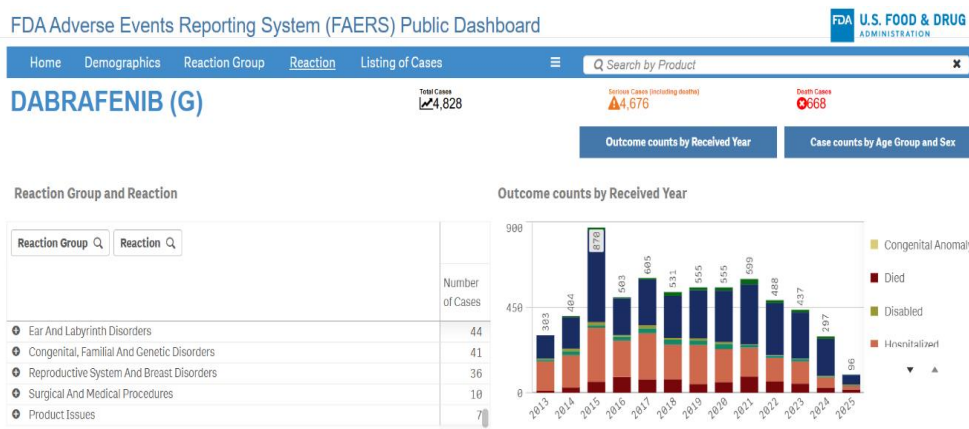 FDA Adverse Events Reporting System (FAERS) Public Dashboard
FDA U.S. FOOD & DRUG
ADMINISTRATION
Home Demographics Reaction Group Reaction Listing of Cases
Search by Product
DABRAFENIB (G)
Total Cases
4,828
Serious Cases (including deaths)
4,676
Death Cases
668
Outcome counts by Received Year
Case counts by Age Group and Sex
Reaction Group and Reaction
Reaction Group Reaction
Number
of Cases
Ear And Labyrinth Disorders 44
Congenital, Familial And Genetic Disorders 41
Reproductive System And Breast Disorders 36
Surgical And Medical Procedures 10
Product Issues 7
Outcome counts by Received Year
900
450
0
303 404 870 503 605 531 555 555 599 488 437 297 96
2013 2014 2015 2016 2017 2018 2019 2020 2021 2022 2023 2024 2025
Congenital Anomaly
Died
Disabled
Hospitalized